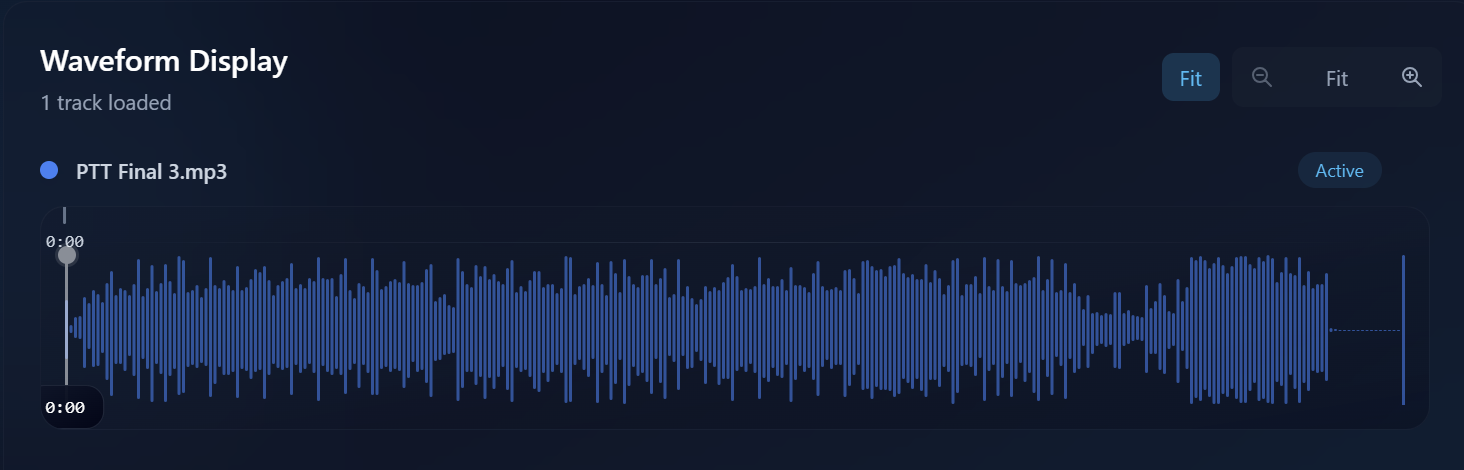 Waveform Display
1 track loaded
Fit
Fit
PTT Final 3.mp3
Active
0:00
0:00